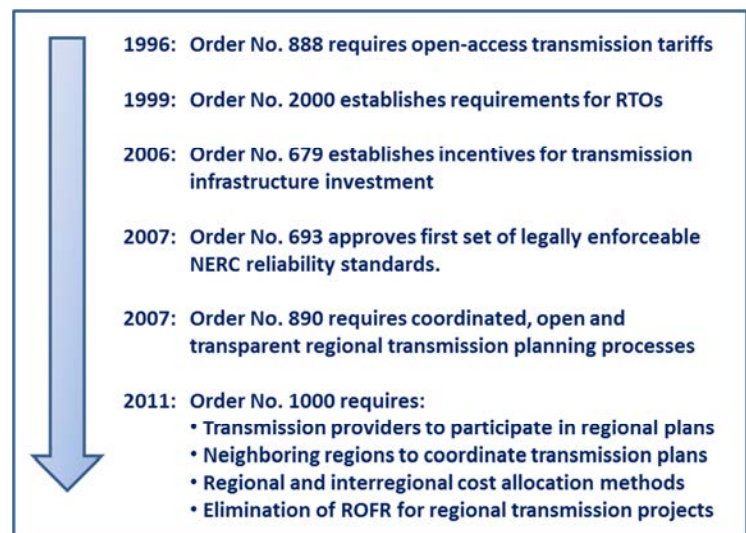 1996: Order No. 888 requires open-access transmission tariffs
1999: Order No. 2000 establishes requirements for RTOs
2006: Order No. 679 establishes incentives for transmission
infrastructure investment
2007: Order No. 693 approves first set of legally enforceable
NERC reliability standards.
2007: Order No. 890 requires coordinated, open and
transparent regional transmission planning processes
2011: Order No. 1000 requires:
• Transmission providers to participate in regional plans
• Neighboring regions to coordinate transmission plans
• Regional and interregional cost allocation methods
• Elimination of ROFR for regional transmission projects